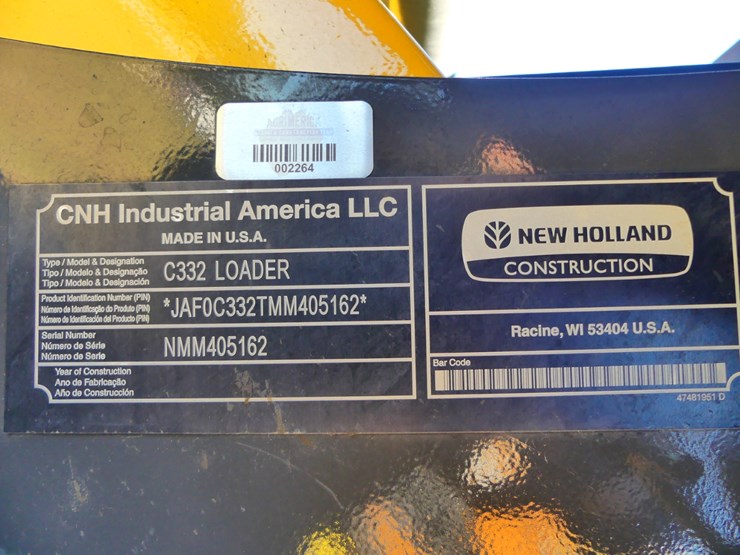 002264
CNH Industrial America LLC
MADE IN U.S.A.
Type / Model & Designation
Tipo / Modelo & Designação
Tipo / Modelo & Designación
C332 LOADER
Product Identification Number (PIN)
Número de Identificação do Produto (PIN)
Número de Identificación del Producto (PIN)
*JAF0C332TMM405162*
Serial Number
Número de Série
Número de Serie
NMM405162
Year of Construction
Ano de Fabricação
Año de Construcción
NEW HOLLAND
CONSTRUCTION
Racine, WI 53404 U.S.A.
Bar Code
47481951 D